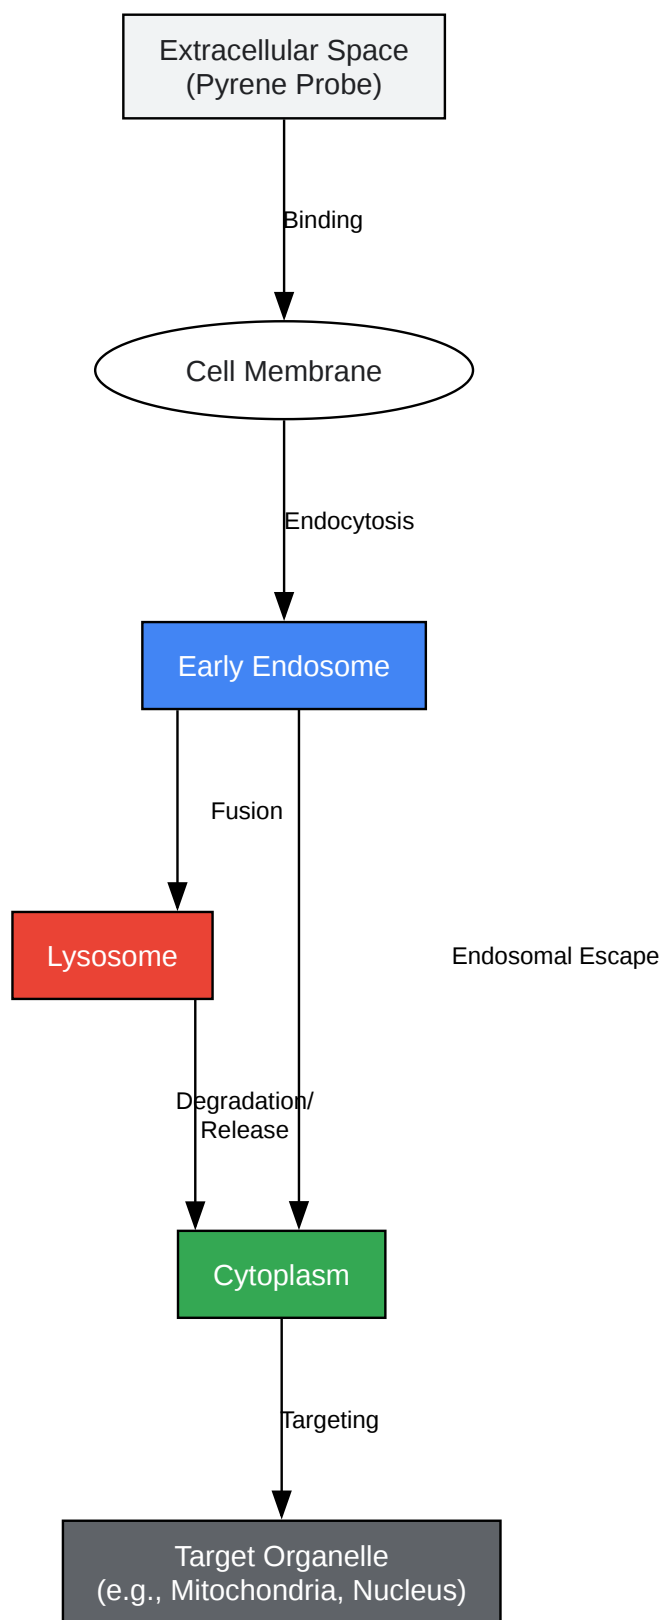 Extracellular Space
(Pyrene Probe)
Binding
Cell Membrane
Endocytosis
Early Endosome
Fusion
Lysosome
Endosomal Escape
Degradation/
Release
Cytoplasm
Targeting
Target Organelle
(e.g., Mitochondria, Nucleus)